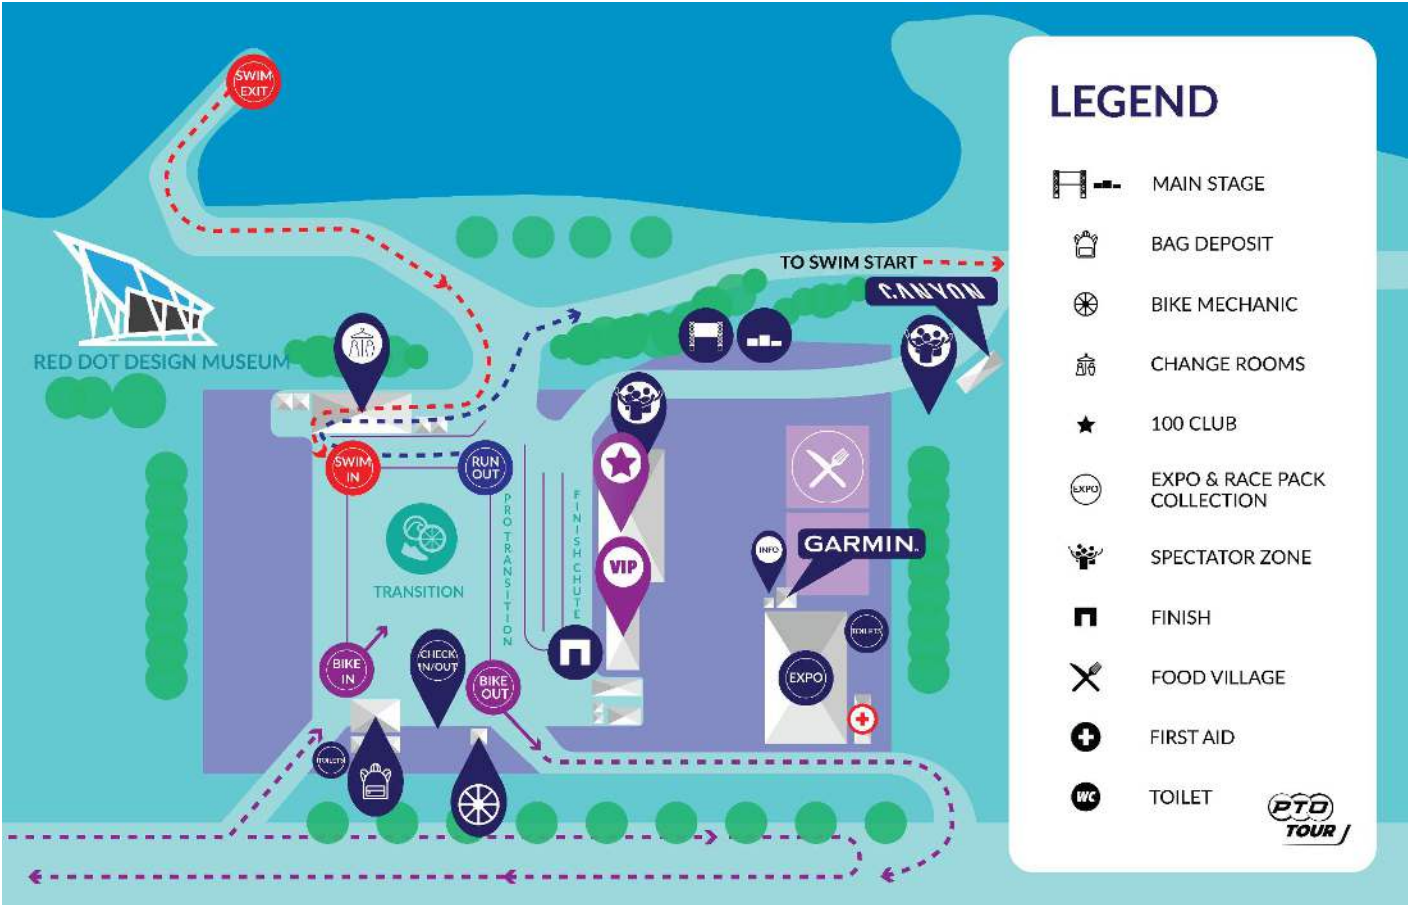 SWIM
EXIT
RED DOT DESIGN MUSEUM
TO SWIM START
CANYON
SWIM
IN
RUN
OUT
PRO TRANSITION
FINISH CHUTE
TRANSITION
VIP
INFO
GARMIN
TOILETS
BIKE
IN
CHECK
IN/OUT
BIKE
OUT
EXPO
TOILETS
LEGEND
MAIN STAGE
BAG DEPOSIT
BIKE MECHANIC
CHANGE ROOMS
100 CLUB
EXPO
EXPO & RACE PACK
COLLECTION
SPECTATOR ZONE
FINISH
FOOD VILLAGE
FIRST AID
WC
TOILET
PTO
TOUR